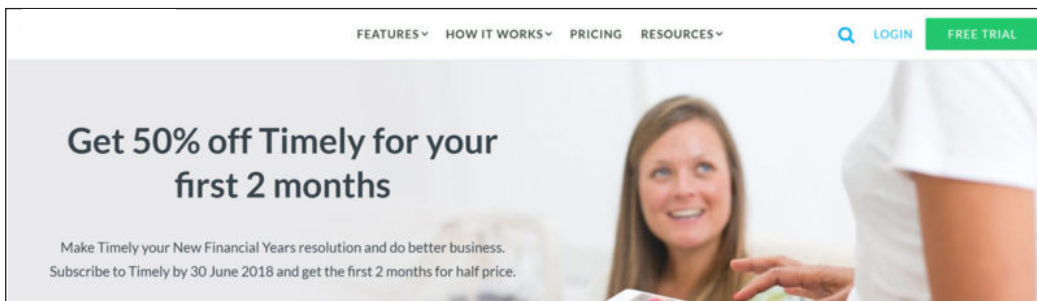 FEATURES HOW IT WORKS PRICING RESOURCES LOGIN FREE TRIAL
Get 50% off Timely for your
first 2 months
Make Timely your New Financial Years resolution and do better business.
Subscribe to Timely by 30 June 2018 and get the first 2 months for half price.